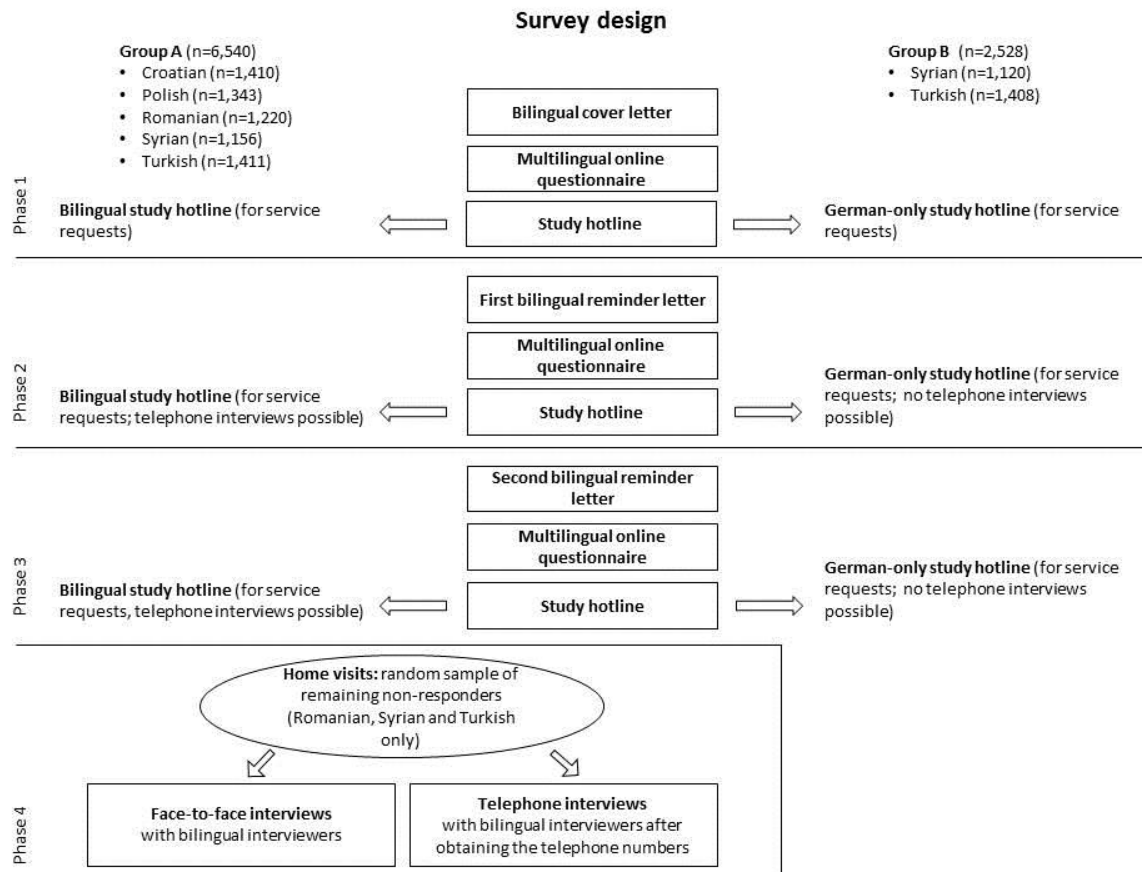 Survey design
Group A (n=6,540)
• Croatian (n=1,410)
• Polish (n=1,343)
• Romanian (n=1,220)
• Syrian (n=1,156)
• Turkish (n=1,411)
Group B (n=2,528)
• Syrian (n=1,120)
• Turkish (n=1,408)
Phase 1
Bilingual cover letter
Multilingual online
questionnaire
Bilingual study hotline (for service
requests)
Study hotline
German-only study hotline (for service
requests)
Phase 2
First bilingual reminder letter
Multilingual online
questionnaire
Bilingual study hotline (for service
requests; telephone interviews possible)
Study hotline
German-only study hotline (for service
requests; no telephone interviews
possible)
Phase 3
Second bilingual reminder
letter
Multilingual online
questionnaire
Bilingual study hotline (for service
requests, telephone interviews possible)
Study hotline
German-only study hotline (for service
requests; no telephone interviews
possible)
Phase 4
Home visits: random sample of
remaining non-responders
(Romanian, Syrian and Turkish
only)
Face-to-face interviews
with bilingual interviewers
Telephone interviews
with bilingual interviewers after
obtaining the telephone numbers